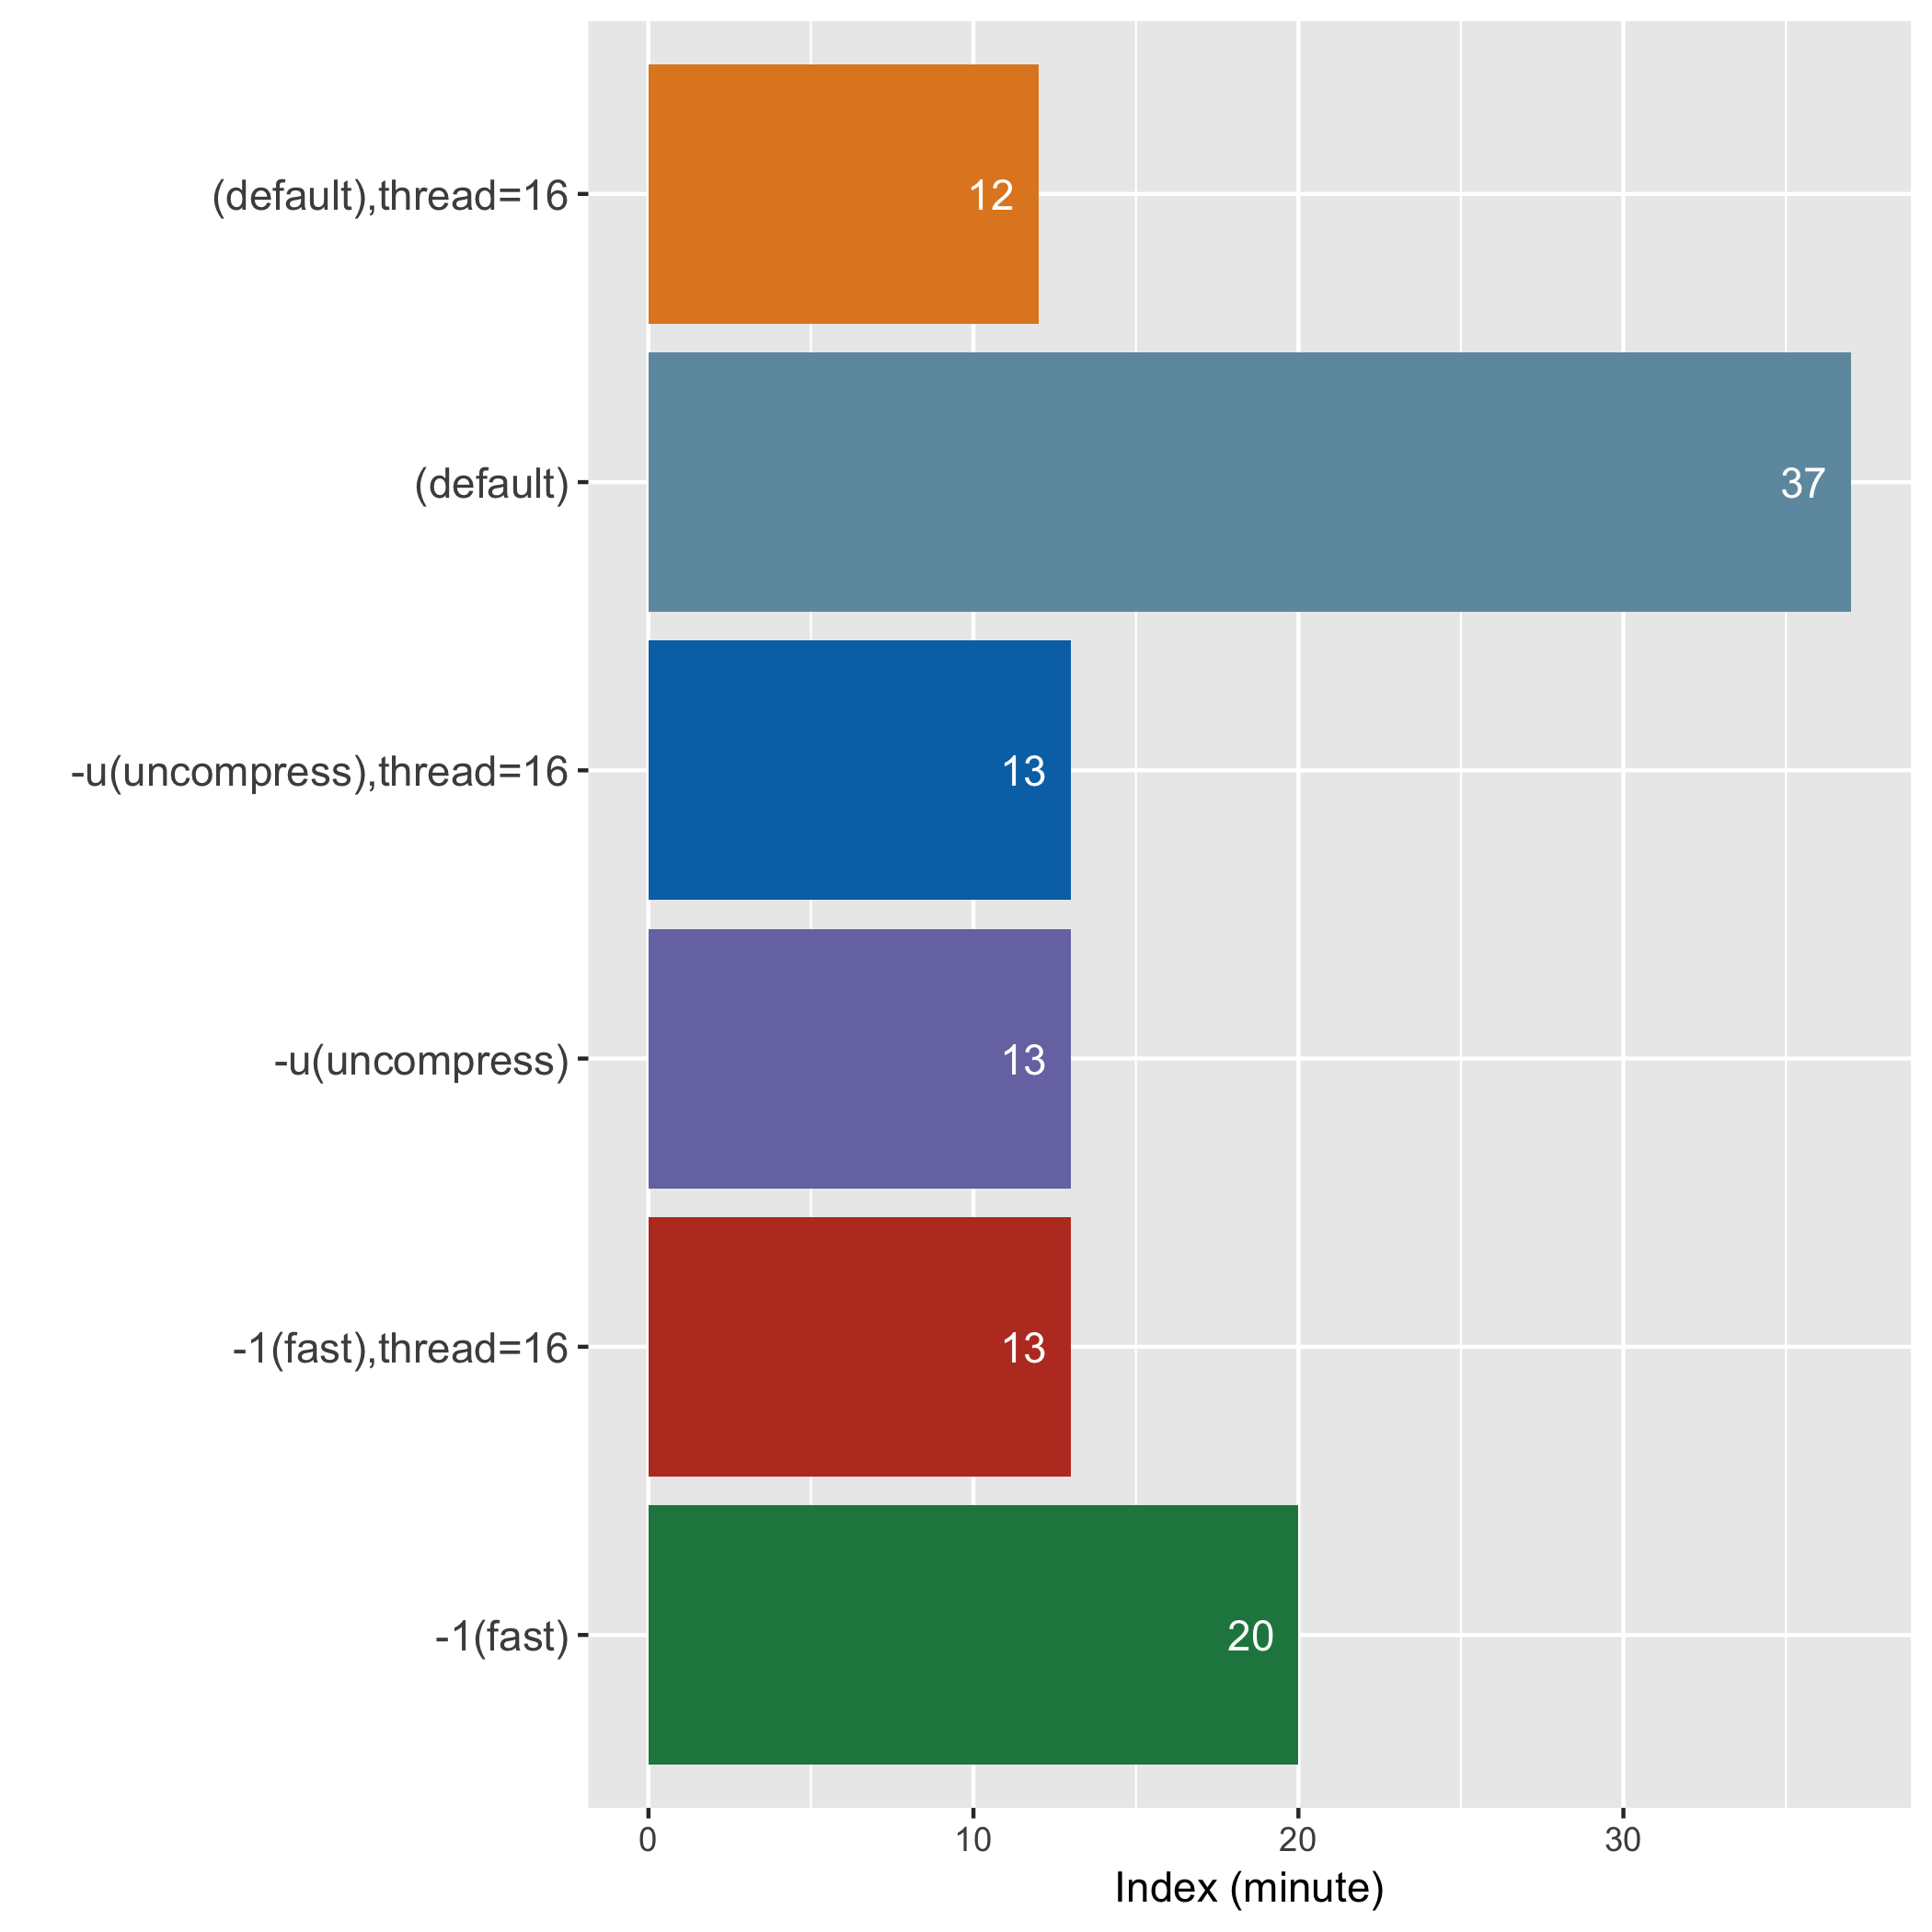 (default),thread=16
12
(default)
37
-u(uncompress),thread=16
13
-u(uncompress)
13
-1(fast),thread=16
13
-1(fast)
20
0 10 20 30
Index (minute)